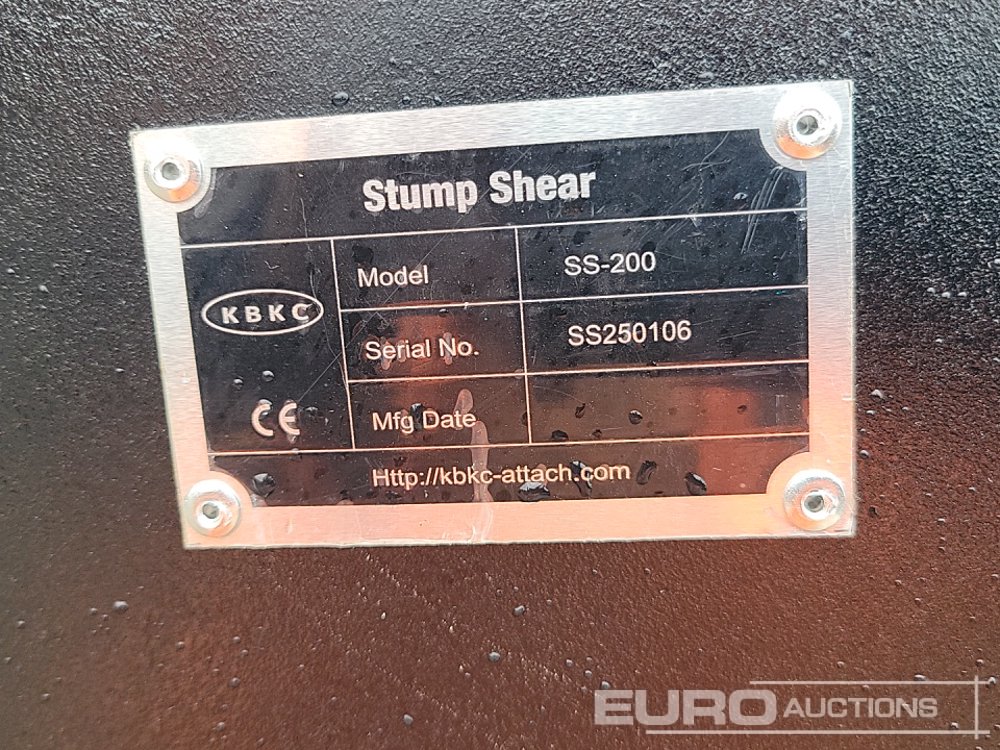 Stump Shear
KBKC
Model SS-200
Serial No. SS250106
CE
Mfg Date
Http://kbkc-attach.com
EURO AUCTIONS